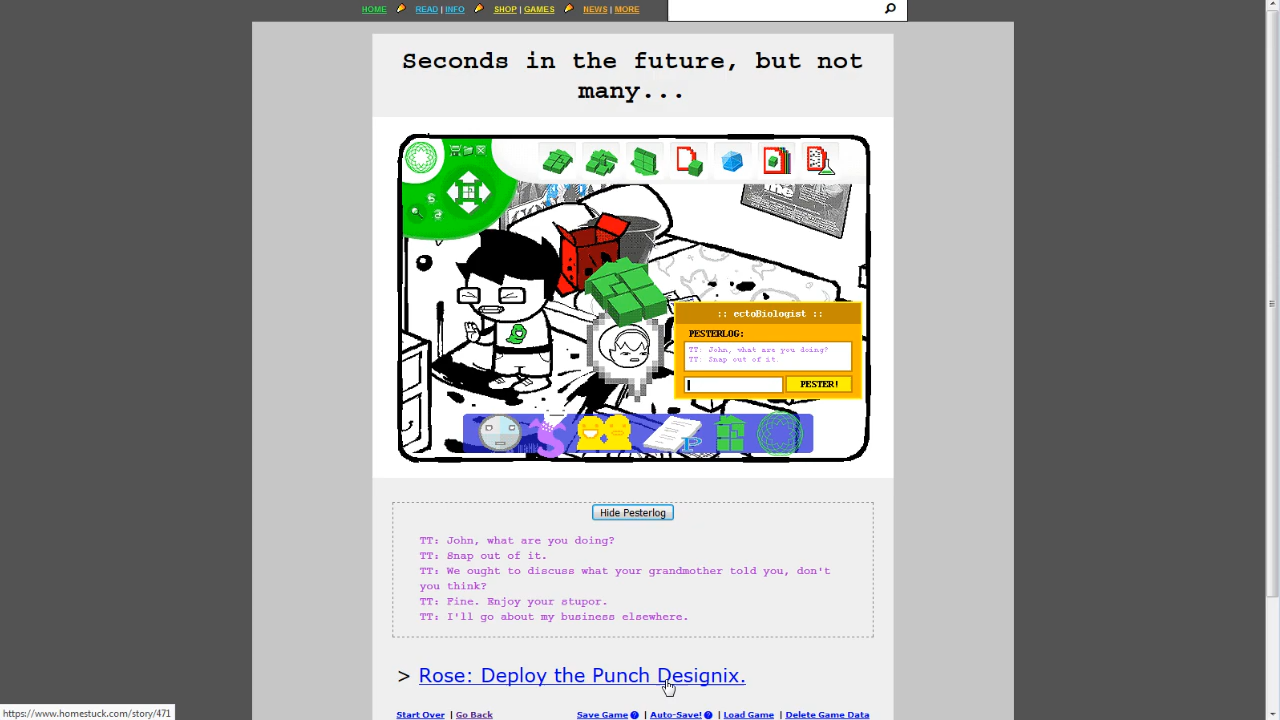 HOME READ | INFO SHOP | GAMES NEWS | MORE
Seconds in the future, but not
many...
:: ectoBiologist ::
PESTERLOG:
TT: John, what are you doing?
TT: Snap out of it.
PESTER!
Hide Pesterlog
TT: John, what are you doing?
TT: Snap out of it.
TT: We ought to discuss what your grandmother told you, don't
you think?
TT: Fine. Enjoy your stupor.
TT: I'll go about my business elsewhere.
> Rose: Deploy the Punch Designix.
Start Over | Go Back Save Game ? | Auto-Save! ? | Load Game | Delete Game Data
https://www.homestuck.com/story/471